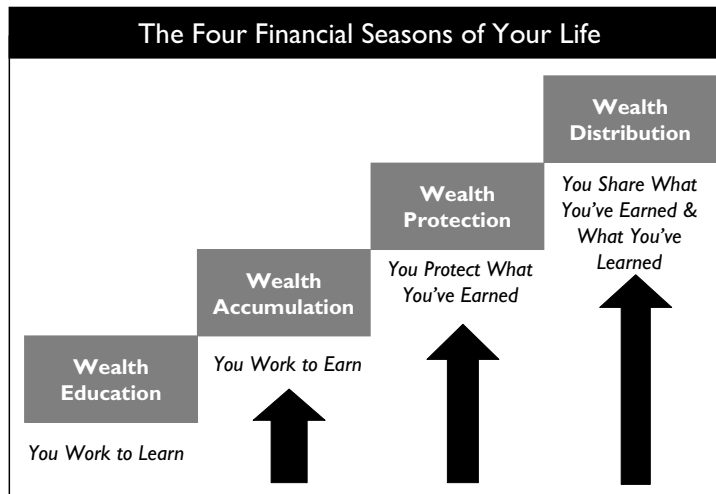 The Four Financial Seasons of Your Life
Wealth
Distribution
You Share What
You've Earned &
What You've
Learned
Wealth
Protection
You Protect What
You've Earned
Wealth
Accumulation
You Work to Earn
Wealth
Education
You Work to Learn